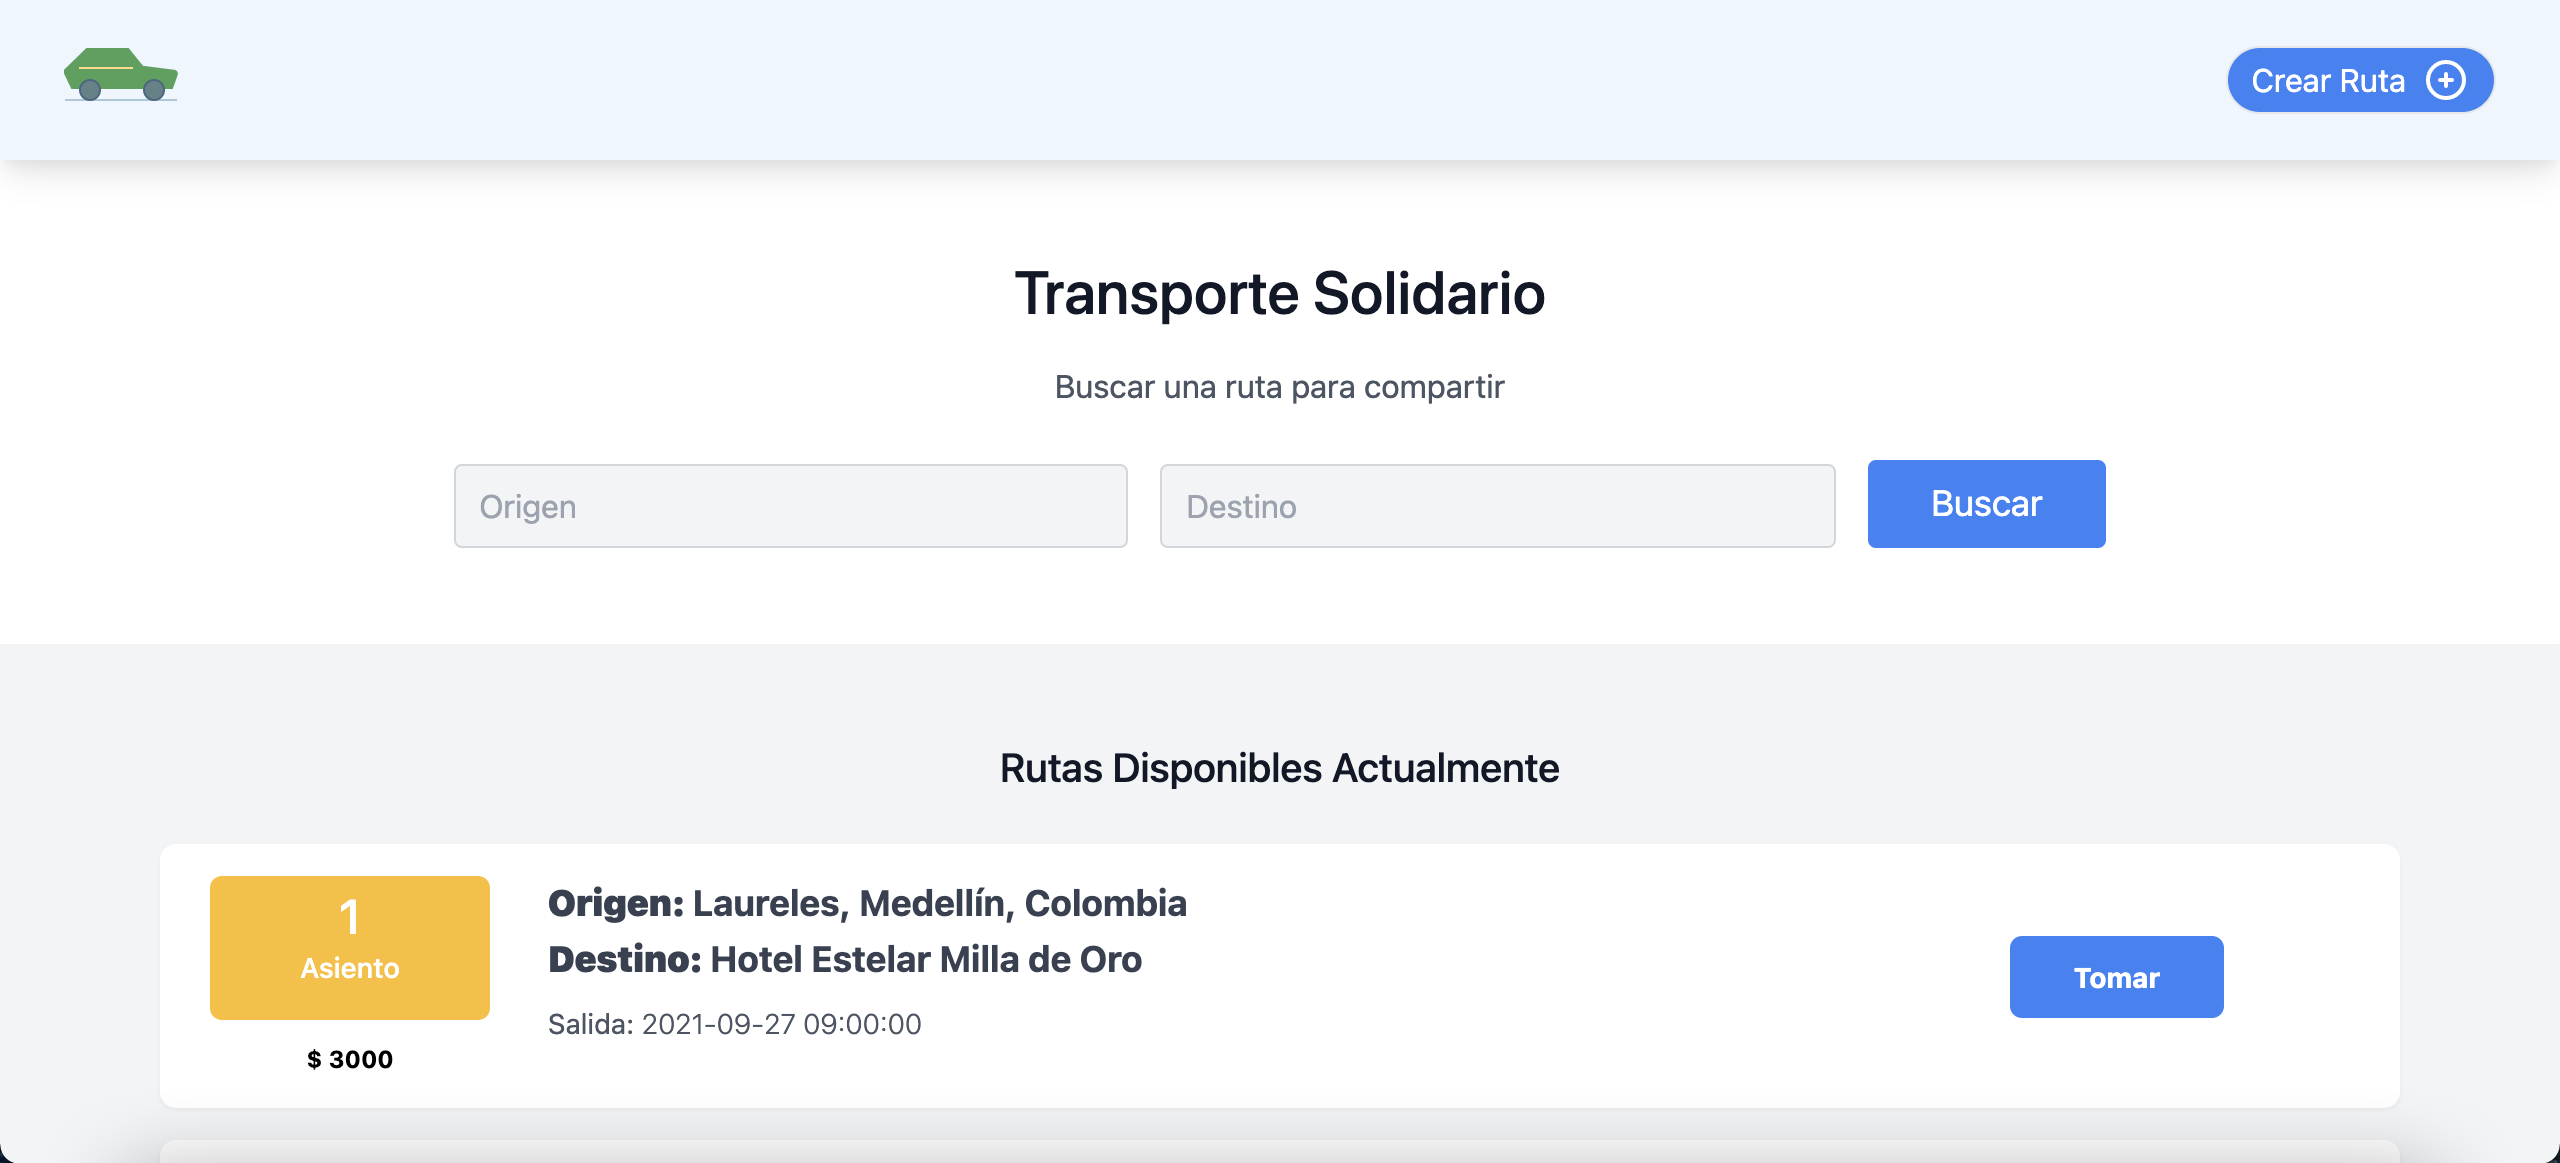 Crear Ruta
Transporte Solidario
Buscar una ruta para compartir
Origen
Destino
Buscar
Rutas Disponibles Actualmente
1
Asiento
$ 3000
Origen: Laureles, Medellín, Colombia
Destino: Hotel Estelar Milla de Oro
Salida: 2021-09-27 09:00:00
Tomar